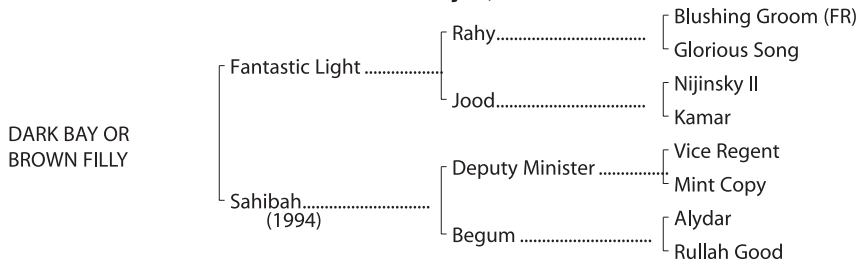 Blushing Groom (FR)
Rahy
Glorious Song
Fantastic Light
Nijinsky II
Jood
Kamar
DARK BAY OR
BROWN FILLY
Vice Regent
Deputy Minister
Mint Copy
Sahibah
(1994)
Alydar
Begum
Rullah Good